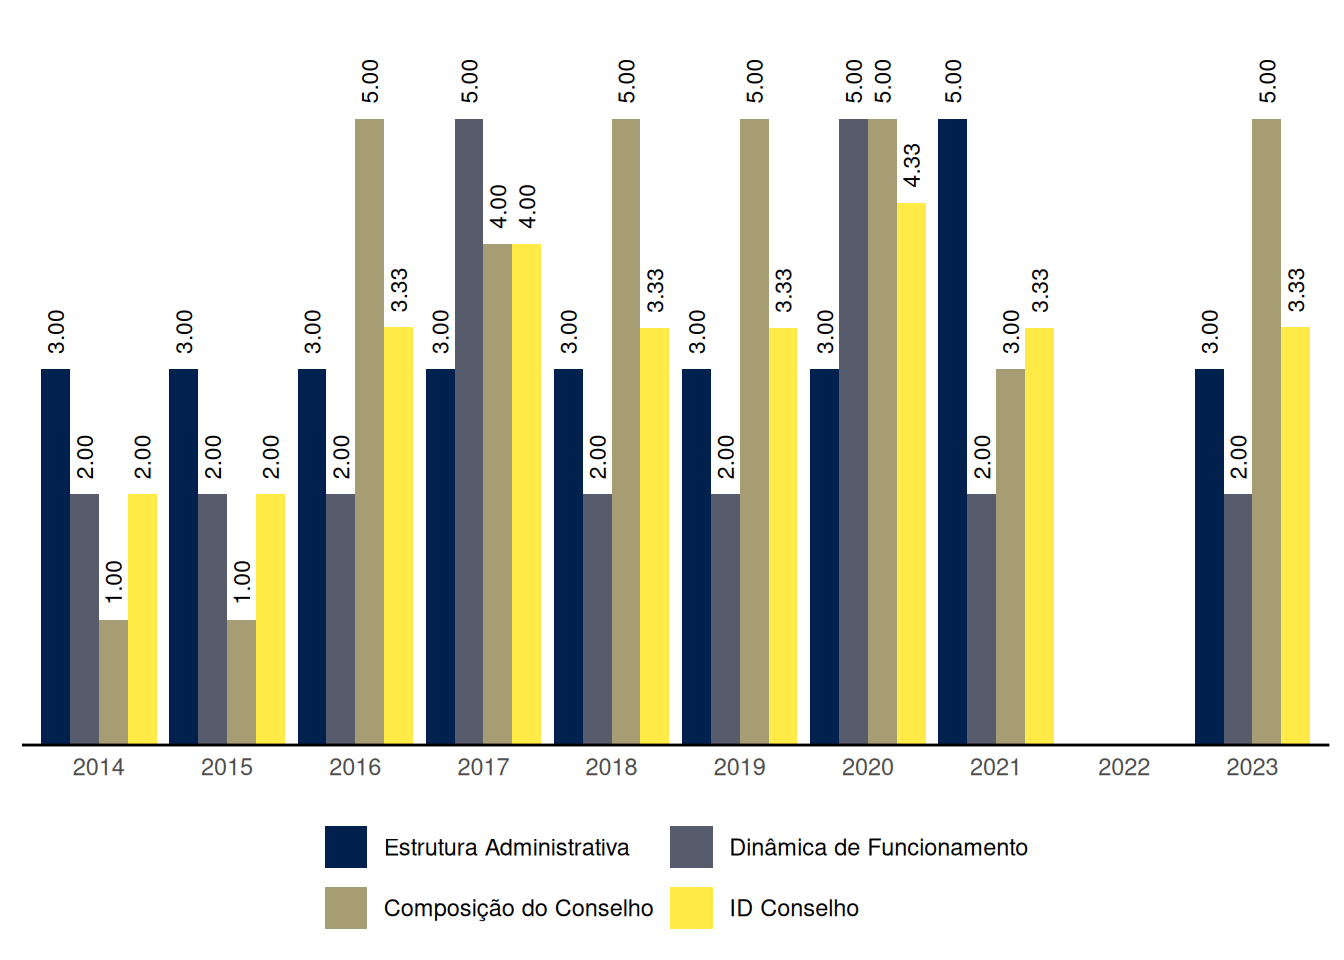 3.00 2.00 1.00 2.00
3.00 2.00 1.00 2.00
3.00 2.00 5.00 3.33
3.00 5.00 4.00 4.00
3.00 2.00 5.00 3.33
3.00 2.00 5.00 3.33
3.00 5.00 5.00 4.33
5.00 2.00 3.00 3.33
3.00 2.00 5.00 3.33
2014 2015 2016 2017 2018 2019 2020 2021 2022 2023
Estrutura Administrativa Dinâmica de Funcionamento
Composição do Conselho ID Conselho